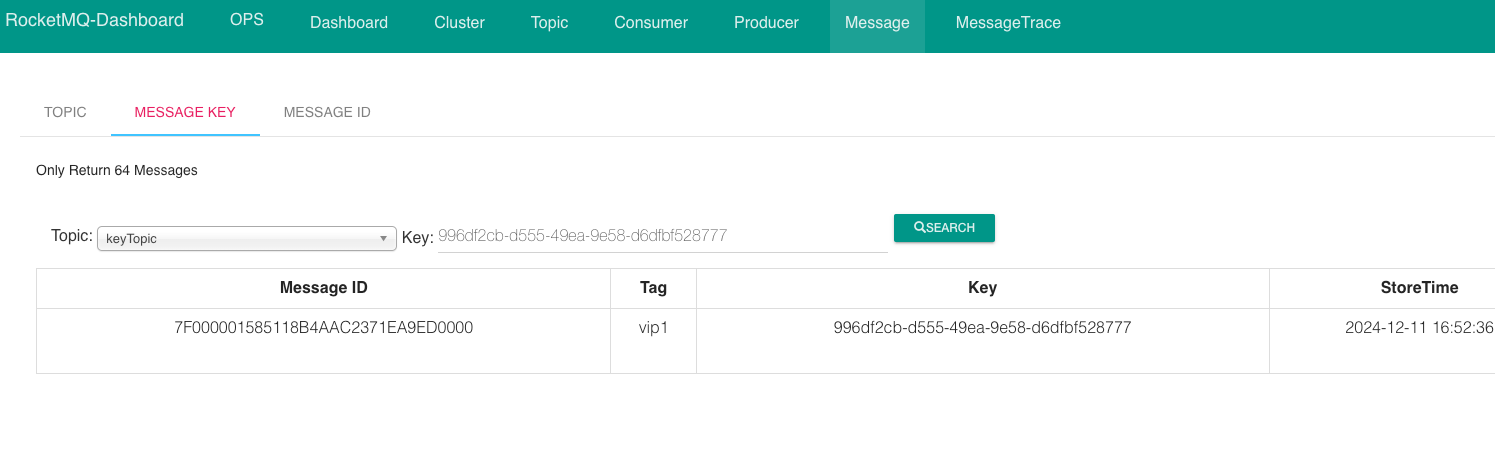 RocketMQ-Dashboard OPS Dashboard Cluster Topic Consumer Producer Message MessageTrace
TOPIC MESSAGE KEY MESSAGE ID
Only Return 64 Messages
Topic: keyTopic Key: 996df2cb-d555-49ea-9e58-d6dfbf528777 SEARCH
Message ID Tag Key StoreTime
7F000001585118B4AAC2371EA9ED0000 vip1 996df2cb-d555-49ea-9e58-d6dfbf528777 2024-12-11 16:52:36